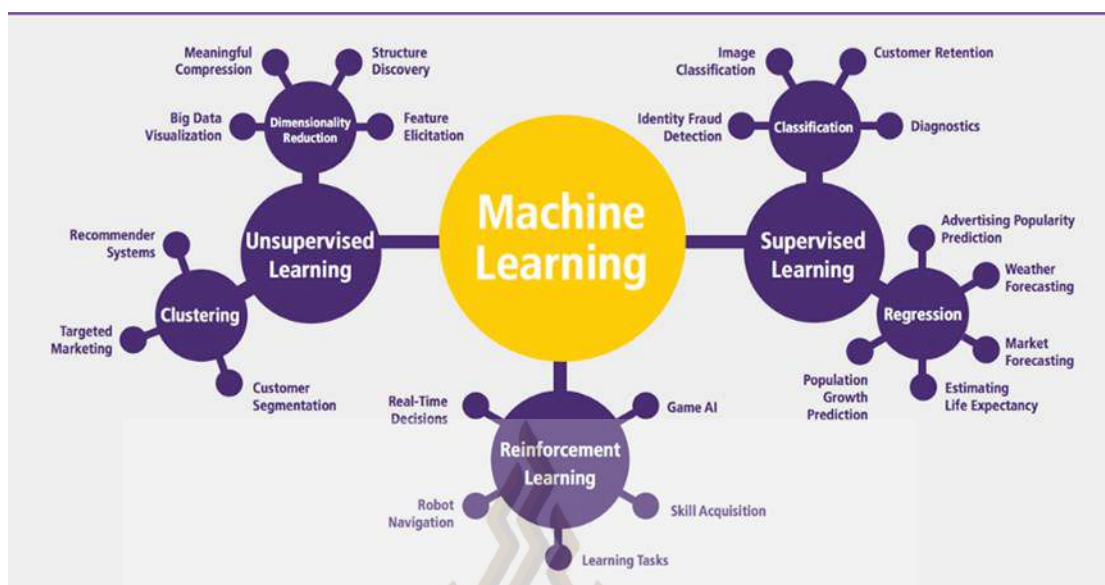 Machine
Learning
Unsupervised
Learning
Dimensionality
Reduction
Meaningful
Compression
Structure
Discovery
Big Data
Visualization
Feature
Elicitation
Clustering
Recommender
Systems
Targeted
Marketing
Customer
Segmentation
Supervised
Learning
Classification
Image
Classification
Customer Retention
Identity Fraud
Detection
Diagnostics
Regression
Advertising Popularity
Prediction
Weather
Forecasting
Market
Forecasting
Estimating
Life Expectancy
Population
Growth
Prediction
Reinforcement
Learning
Real-Time
Decisions
Game AI
Robot
Navigation
Skill Acquisition
Learning Tasks